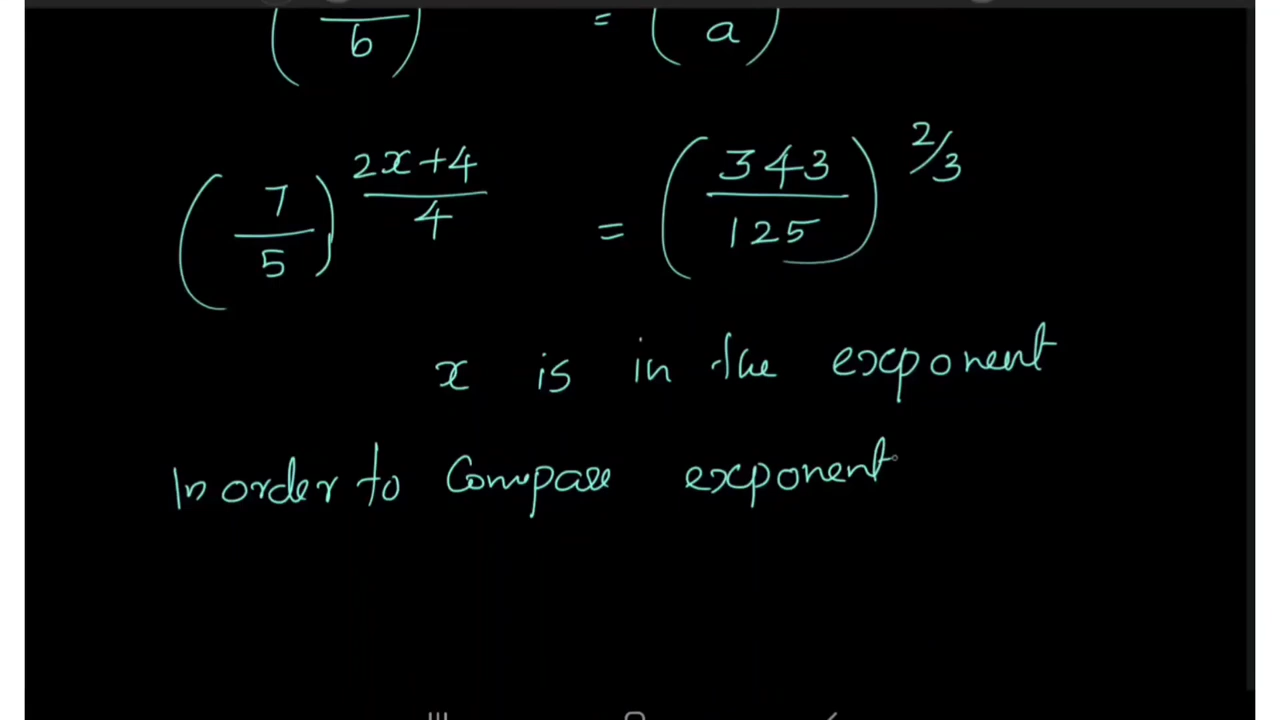 ( /b) = ( a)
(7/5)^((2x+4)/4) = (343/125)^(2/3)
x is in the exponent
In order to Compare exponent